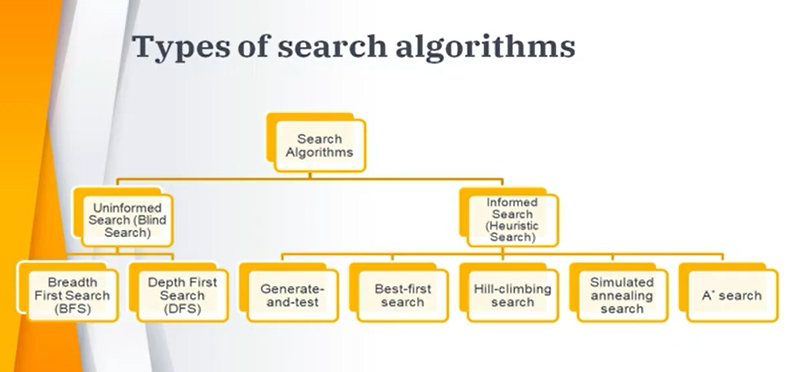 Types of search algorithms
Search
Algorithms
Uninformed
Search (Blind
Search)
Informed
Search
(Heuristic
Search)
Breadth
First Search
(BFS)
Depth First
Search
(DFS)
Generate-
and-test
Best-first
search
Hill-climbing
search
Simulated
annealing
search
A* search